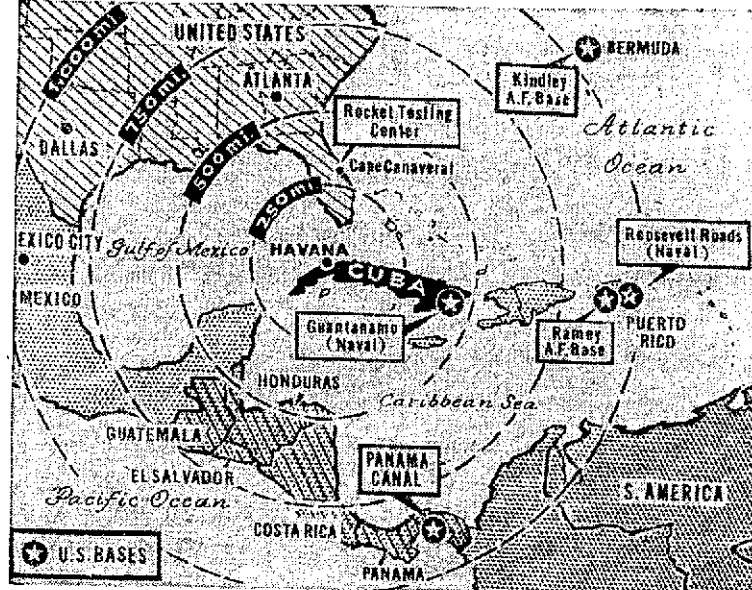 UNITED STATES
1,000 mi.
750 mi.
500 mi.
250 mi.
ATLANTA
DALLAS
BERMUDA
Kindley
A.F. Base
Atlantic
Ocean
Rocket Testing
Center
Cape Canaveral
EXICO CITY
Gulf of Mexico
HAVANA
CUBA
Roosevelt Roads
(Naval)
MEXICO
Guantanamo
(Naval)
Ramey
A.F. Base
PUERTO
RICO
HONDURAS
Caribbean Sea
GUATEMALA
EL SALVADOR
Pacific Ocean
PANAMA
CANAL
S. AMERICA
COSTA RICA
PANAMA
U.S. BASES